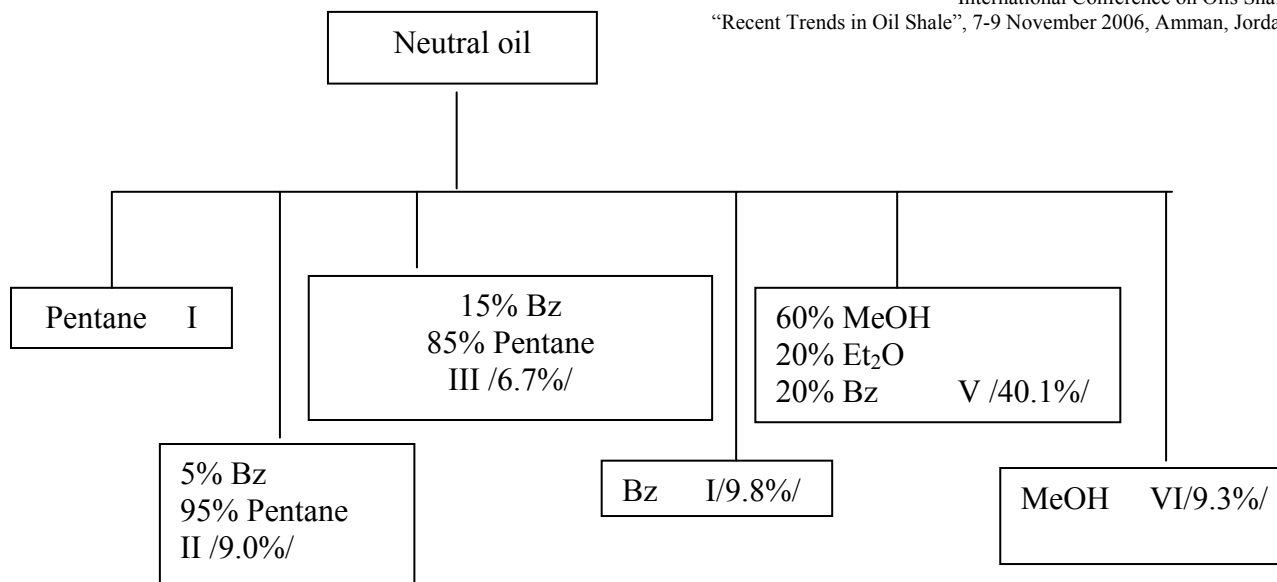 International Conference on Oils Shale
"Recent Trends in Oil Shale", 7-9 November 2006, Amman, Jorda
Neutral oil
Pentane I
15% Bz
85% Pentane
III /6.7%/
60% MeOH
20% Et₂O
20% Bz V /40.1%/
5% Bz
95% Pentane
II /9.0%/
Bz I/9.8%/
MeOH VI/9.3%/